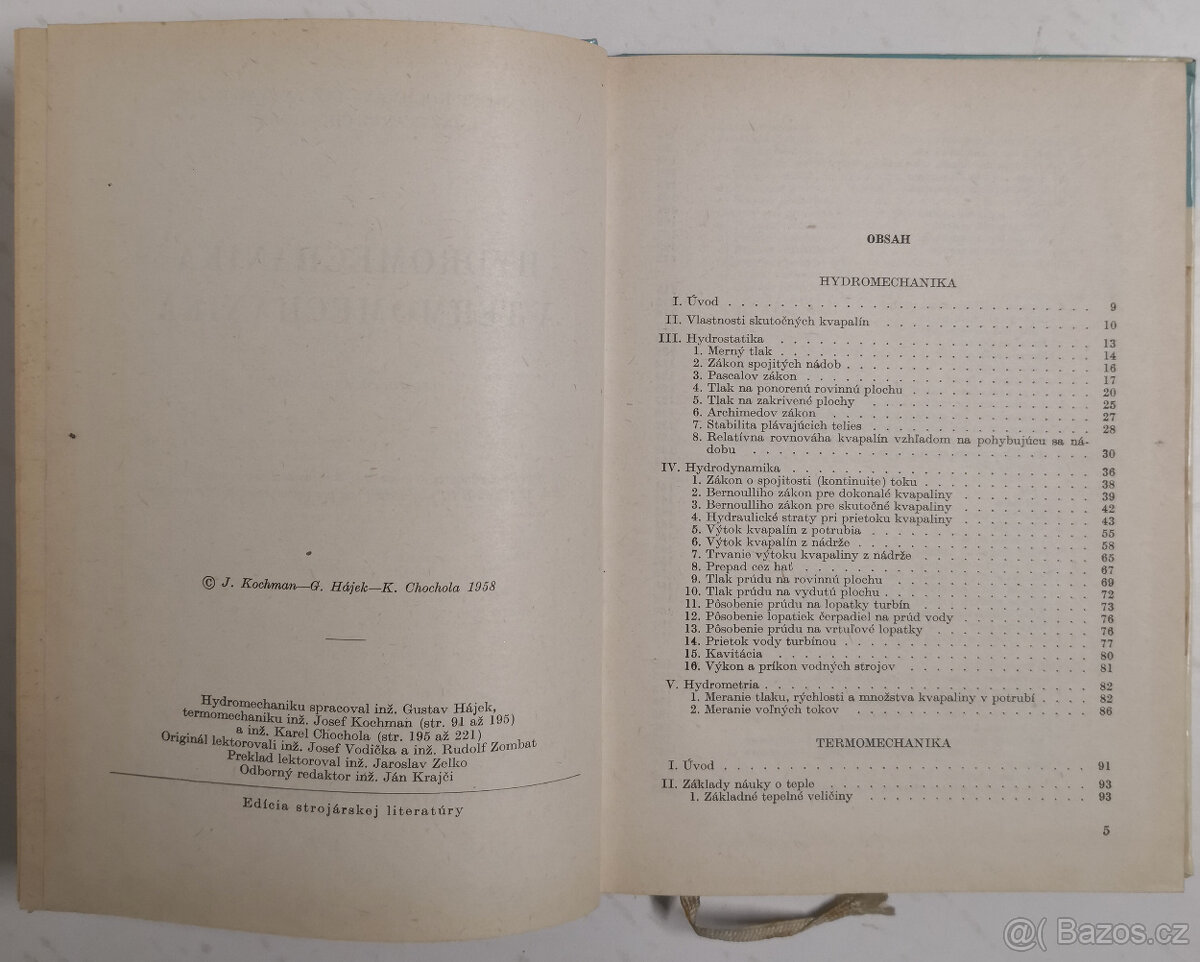 © J. Kochman—G. Hájek—K. Chochola 1958
Hydromechaniku spracoval inž. Gustav Hájek,
termomechaniku inž. Josef Kochman (str. 91 až 195)
a inž. Karel Chochola (str. 195 až 221)
Originál lektorovali inž. Josef Vodička a inž. Rudolf Zombat
Preklad lektoroval inž. Jaroslav Zelko
Odborný redaktor inž. Ján Krajči
Edícia strojárskej literatúry
OBSAH
HYDROMECHANIKA
I. Úvod . . . 9
II. Vlastnosti skutočných kvapalín . . . 10
III. Hydrostatika . . . 13
1. Merný tlak . . . 14
2. Zákon spojitých nádob . . . 16
3. Pascalov zákon . . . 17
4. Tlak na ponorenú rovinnú plochu . . . 20
5. Tlak na zakrivené plochy . . . 25
6. Archimedov zákon . . . 27
7. Stabilita plávajúcich telies . . . 28
8. Relatívna rovnováha kvapalín vzhľadom na pohybujúcu sa ná-
dobu . . . 30
IV. Hydrodynamika . . . 36
1. Zákon o spojitosti (kontinuite) toku . . . 38
2. Bernoulliho zákon pre dokonalé kvapaliny . . . 39
3. Bernoulliho zákon pre skutočné kvapaliny . . . 42
4. Hydraulické straty pri prietoku kvapaliny . . . 43
5. Výtok kvapalín z potrubia . . . 55
6. Výtok kvapalín z nádrže . . . 58
7. Trvanie výtoku kvapaliny z nádrže . . . 65
8. Prepad cez hať . . . 67
9. Tlak prúdu na rovinnú plochu . . . 69
10. Tlak prúdu na vydutú plochu . . . 72
11. Pôsobenie prúdu na lopatky turbín . . . 73
12. Pôsobenie lopatiek čerpadiel na prúd vody . . . 76
13. Pôsobenie prúdu na vrtuľové lopatky . . . 76
14. Prietok vody turbínou . . . 77
15. Kavitácia . . . 80
16. Výkon a príkon vodných strojov . . . 81
V. Hydrometria . . . 82
1. Meranie tlaku, rýchlosti a množstva kvapaliny v potrubí . . . 82
2. Meranie voľných tokov . . . 86
TERMOMECHANIKA
I. Úvod . . . 91
II. Základy náuky o teple . . . 93
1. Základné tepelné veličiny . . . 93
5
@( Bazos.cz